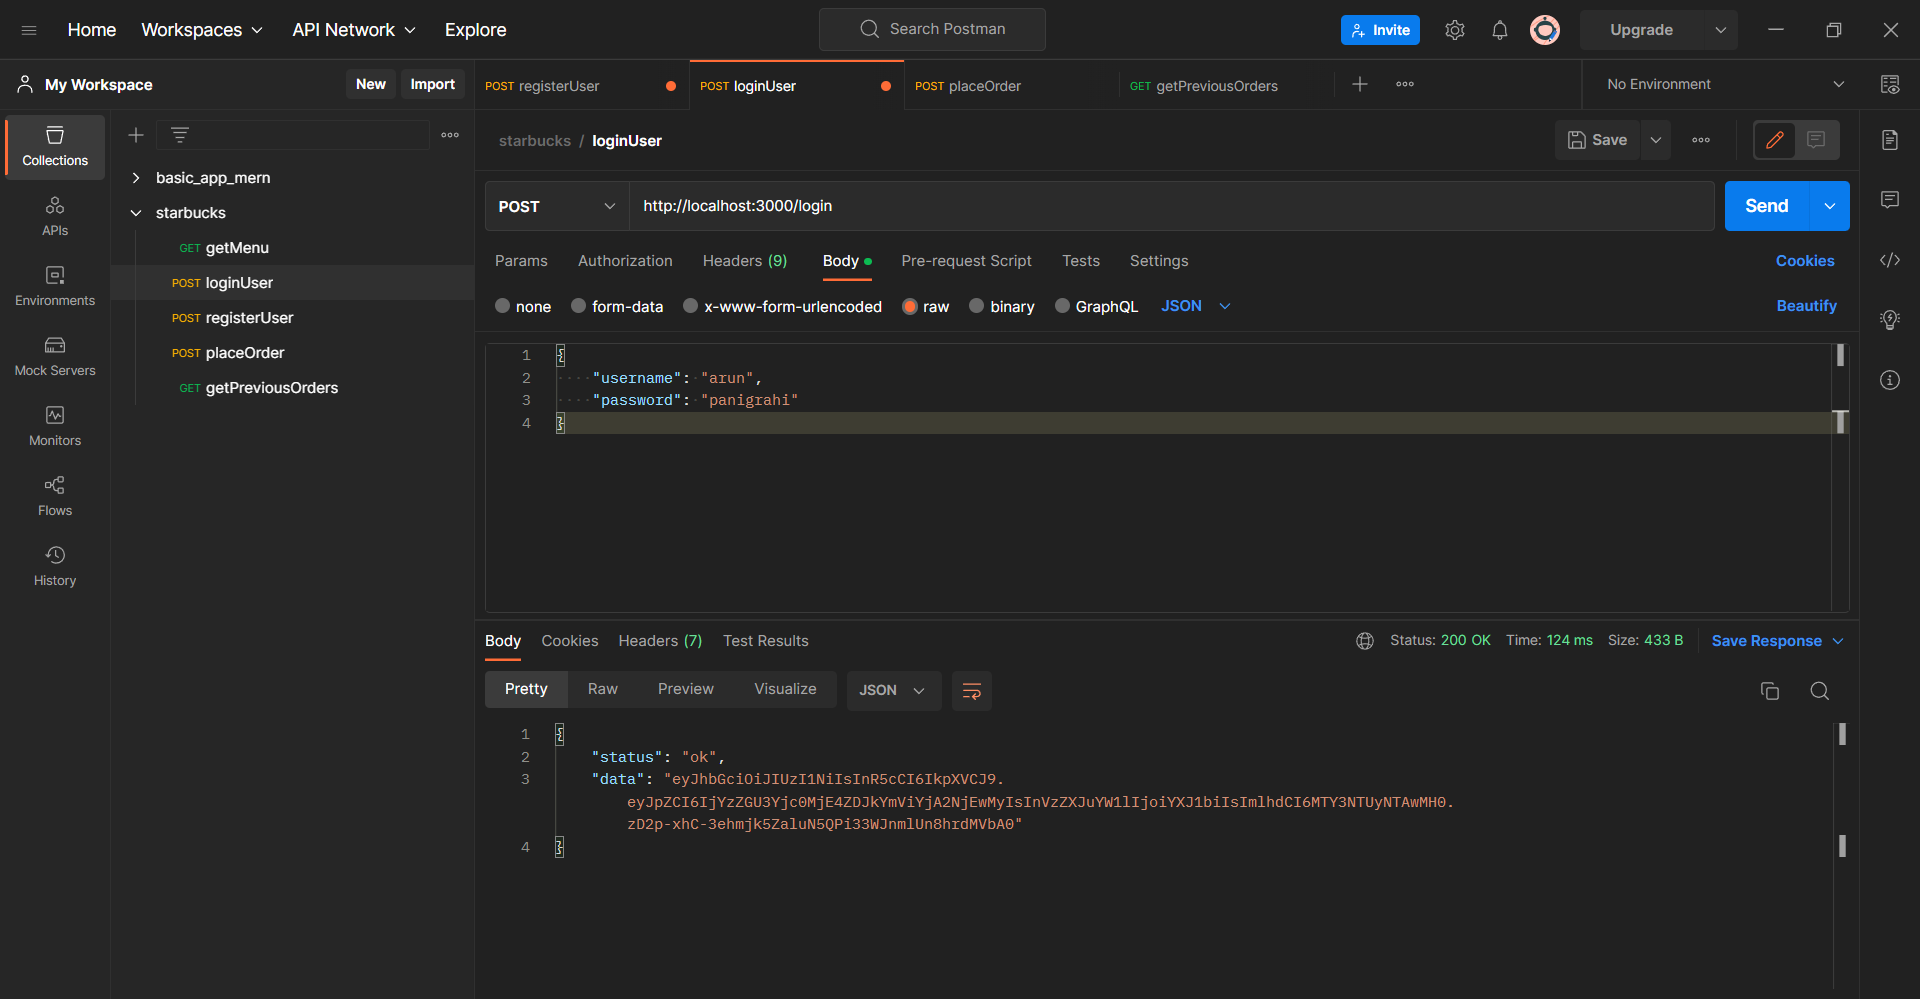 Home Workspaces API Network Explore Search Postman Invite Upgrade
My Workspace New Import
POST registerUser POST loginUser POST placeOrder GET getPreviousOrders No Environment
Collections
APIs
Environments
Mock Servers
Monitors
Flows
History
basic_app_mern
starbucks
GET getMenu
POST loginUser
POST registerUser
POST placeOrder
GET getPreviousOrders
starbucks / loginUser Save
POST http://localhost:3000/login Send
Params Authorization Headers (9) Body Pre-request Script Tests Settings Cookies
none form-data x-www-form-urlencoded raw binary GraphQL JSON Beautify
1 {
2 "username": "arun",
3 "password": "panigrahi"
4 }
Body Cookies Headers (7) Test Results Status: 200 OK Time: 124 ms Size: 433 B Save Response
Pretty Raw Preview Visualize JSON
1 {
2 "status": "ok",
3 "data": "eyJhbGciOiJIUzI1NiIsInR5cCI6IkpXVCJ9.
eyJpZCI6IjYzZGU3Yjc0MjE4ZDJkYmViYjA2NjEwMyIsInVzZXJuYW1lIjoiYXJ1biIsImlhdCI6MTY3NTUyNTAwMH0.
zD2p-xhC-3ehmjk5ZaluN5QPi33WJnmlUn8hrdMVbA0"
4 }